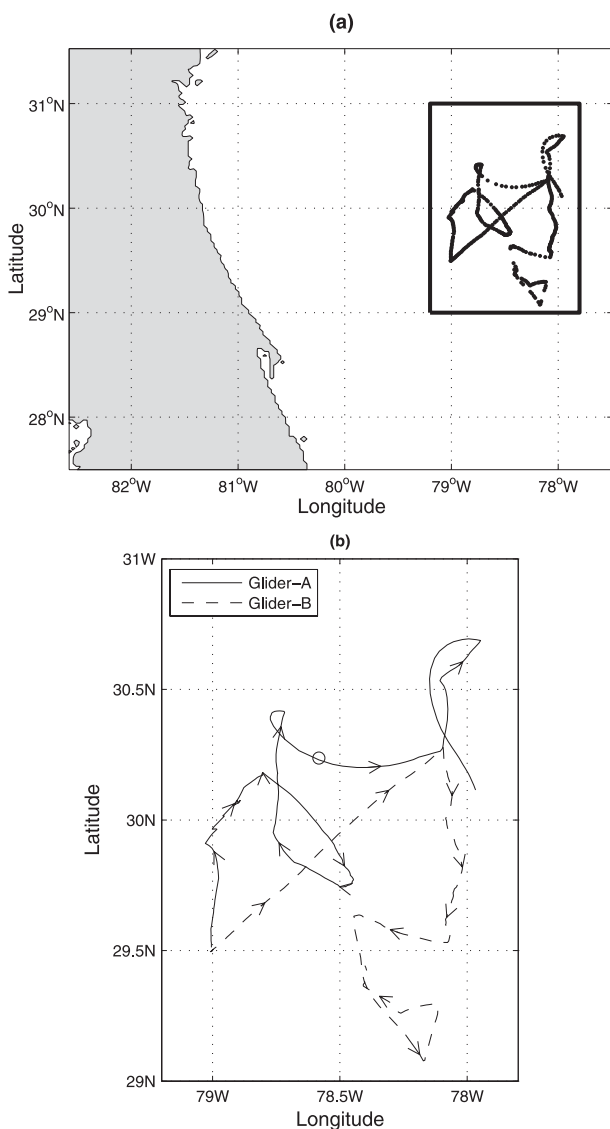 (a)
31°N
30°N
29°N
28°N
Latitude
82°W
81°W
80°W
79°W
78°W
Longitude
(b)
31W
30.5N
30N
29.5N
29N
Latitude
Glider–A
Glider–B
79W
78.5W
78W
Longitude